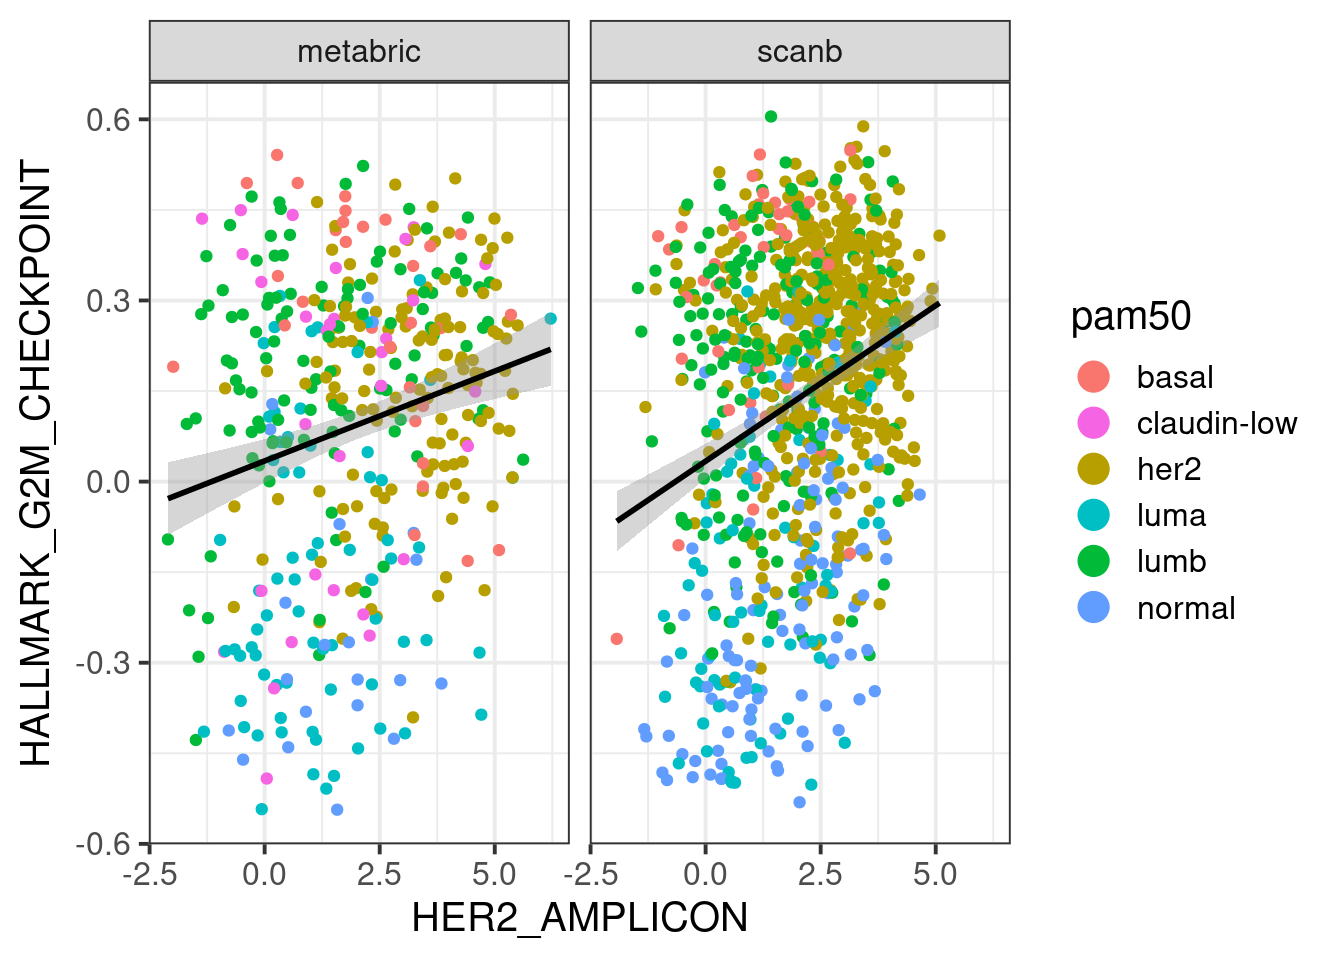 metabric
scanb
0.6
0.3
0.0
-0.3
-0.6
HALLMARK_G2M_CHECKPOINT
-2.5 0.0 2.5 5.0
-2.5 0.0 2.5 5.0
HER2_AMPLICON
pam50
basal
claudin-low
her2
luma
lumb
normal